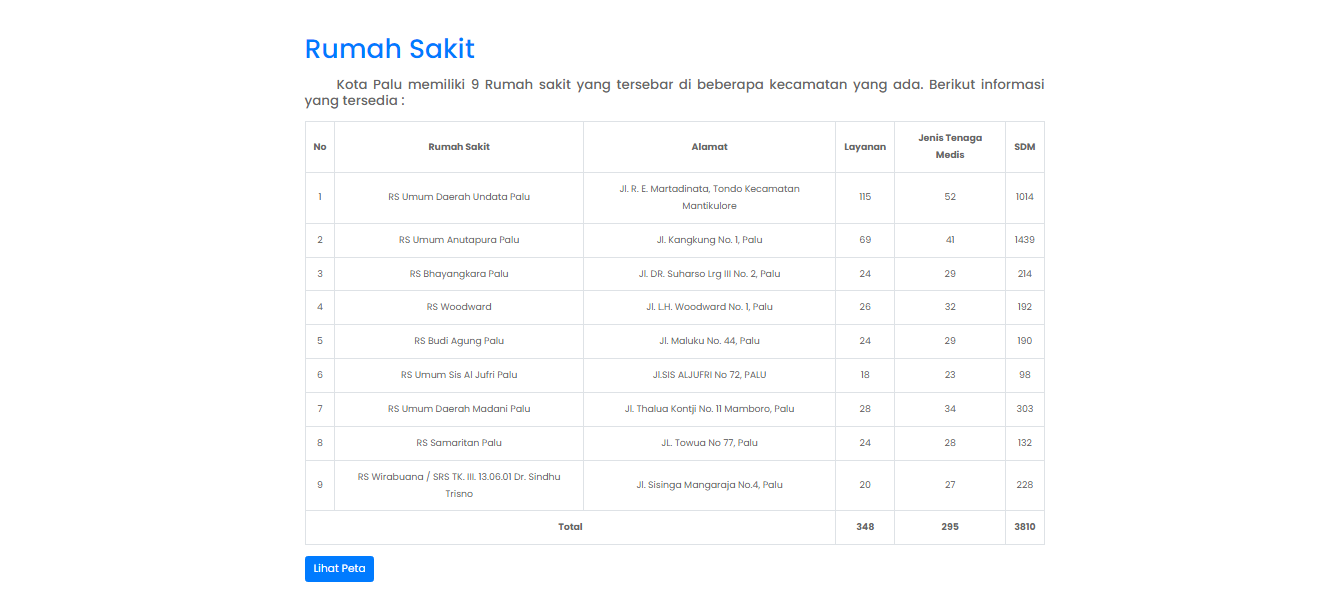 Rumah Sakit
Kota Palu memiliki 9 Rumah sakit yang tersebar di beberapa kecamatan yang ada. Berikut informasi
yang tersedia :
No Rumah Sakit Alamat Layanan Jenis Tenaga Medis SDM
1 RS Umum Daerah Undata Palu Jl. R. E. Martadinata, Tondo Kecamatan Mantikulore 115 52 1014
2 RS Umum Anutapura Palu Jl. Kangkung No. 1, Palu 69 41 1439
3 RS Bhayangkara Palu Jl. DR. Suharso Lrg III No. 2, Palu 24 29 214
4 RS Woodward Jl. L.H. Woodward No. 1, Palu 26 32 192
5 RS Budi Agung Palu Jl. Maluku No. 44, Palu 24 29 190
6 RS Umum Sis Al Jufri Palu Jl.SIS ALJUFRI No 72, PALU 18 23 98
7 RS Umum Daerah Madani Palu Jl. Thalua Kontji No. 11 Mamboro, Palu 28 34 303
8 RS Samaritan Palu JL. Towua No 77, Palu 24 28 132
9 RS Wirabuana / SRS TK. III. 13.06.01 Dr. Sindhu Trisno Jl. Sisinga Mangaraja No.4, Palu 20 27 228
Total 348 295 3810
Lihat Peta